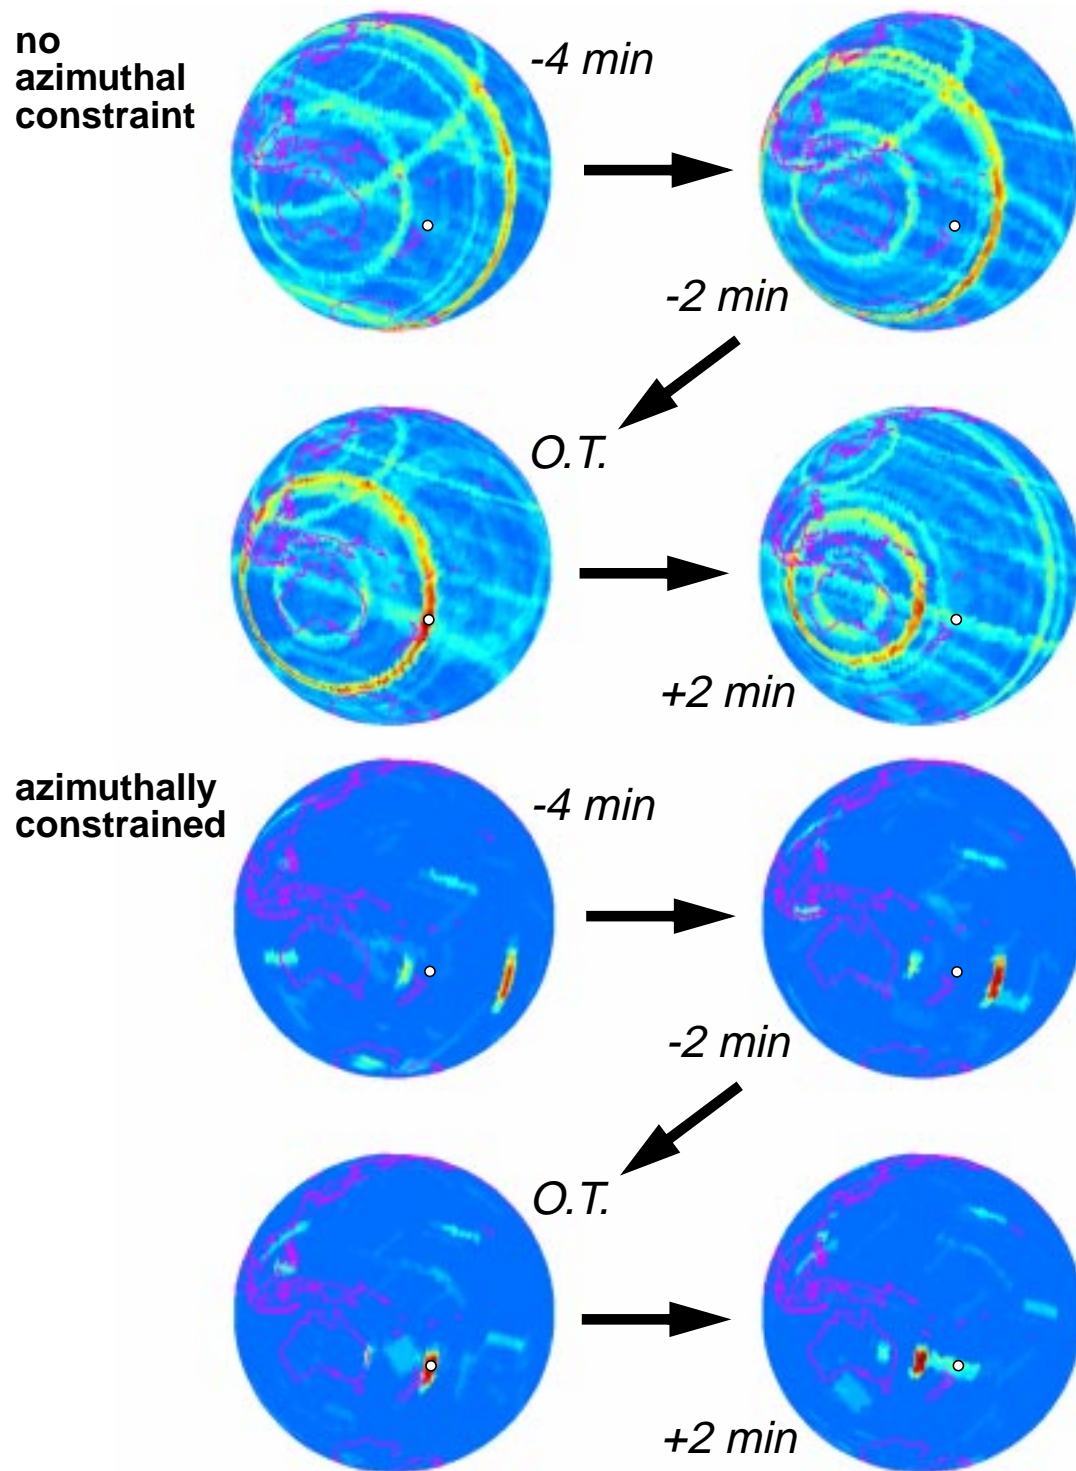 no
azimuthal
constraint
-4 min
-2 min
O.T.
+2 min
azimuthally
constrained
-4 min
-2 min
O.T.
+2 min